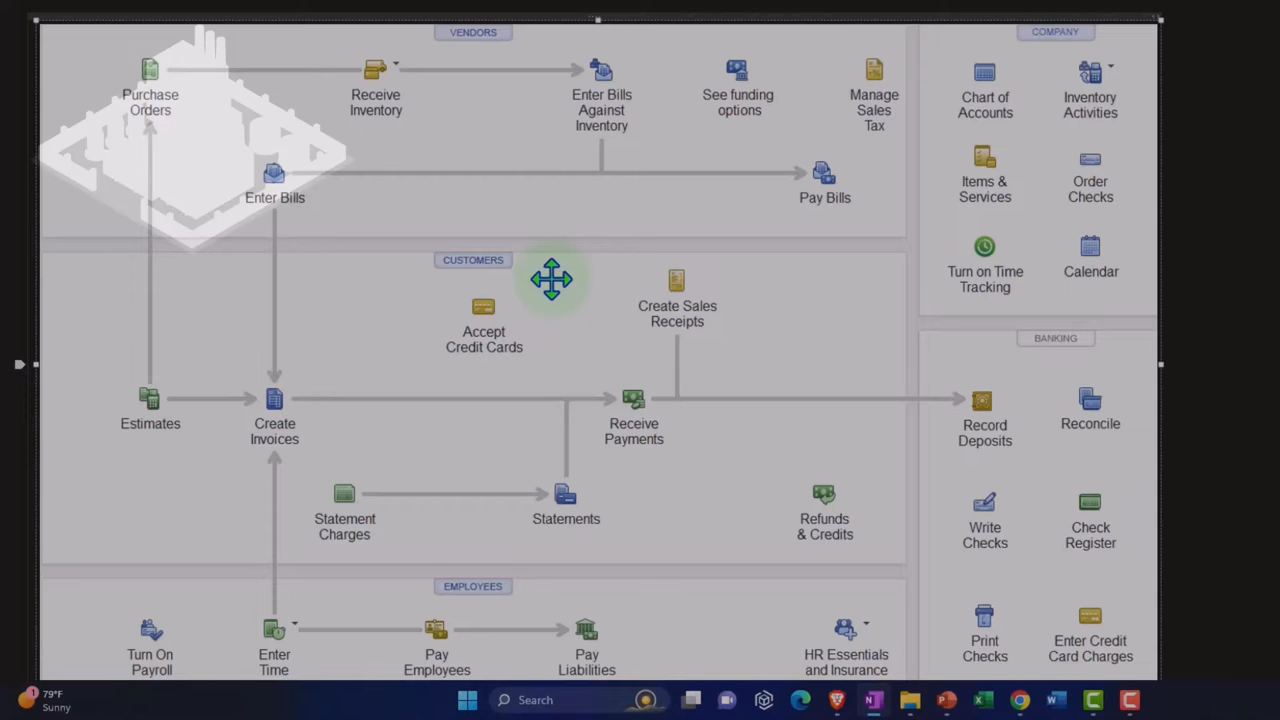 VENDORS
COMPANY
Purchase
Orders
Receive
Inventory
Enter Bills
Against
Inventory
See funding
options
Manage
Sales
Tax
Chart of
Accounts
Inventory
Activities
Enter Bills
Pay Bills
Items &
Services
Order
Checks
CUSTOMERS
Turn on Time
Tracking
Calendar
Accept
Credit Cards
Create Sales
Receipts
BANKING
Estimates
Create
Invoices
Receive
Payments
Record
Deposits
Reconcile
Statement
Charges
Statements
Refunds
& Credits
Write
Checks
Check
Register
EMPLOYEES
Turn On
Payroll
Enter
Time
Pay
Employees
Pay
Liabilities
HR Essentials
and Insurance
Print
Checks
Enter Credit
Card Charges
1
79°F
Sunny
Search